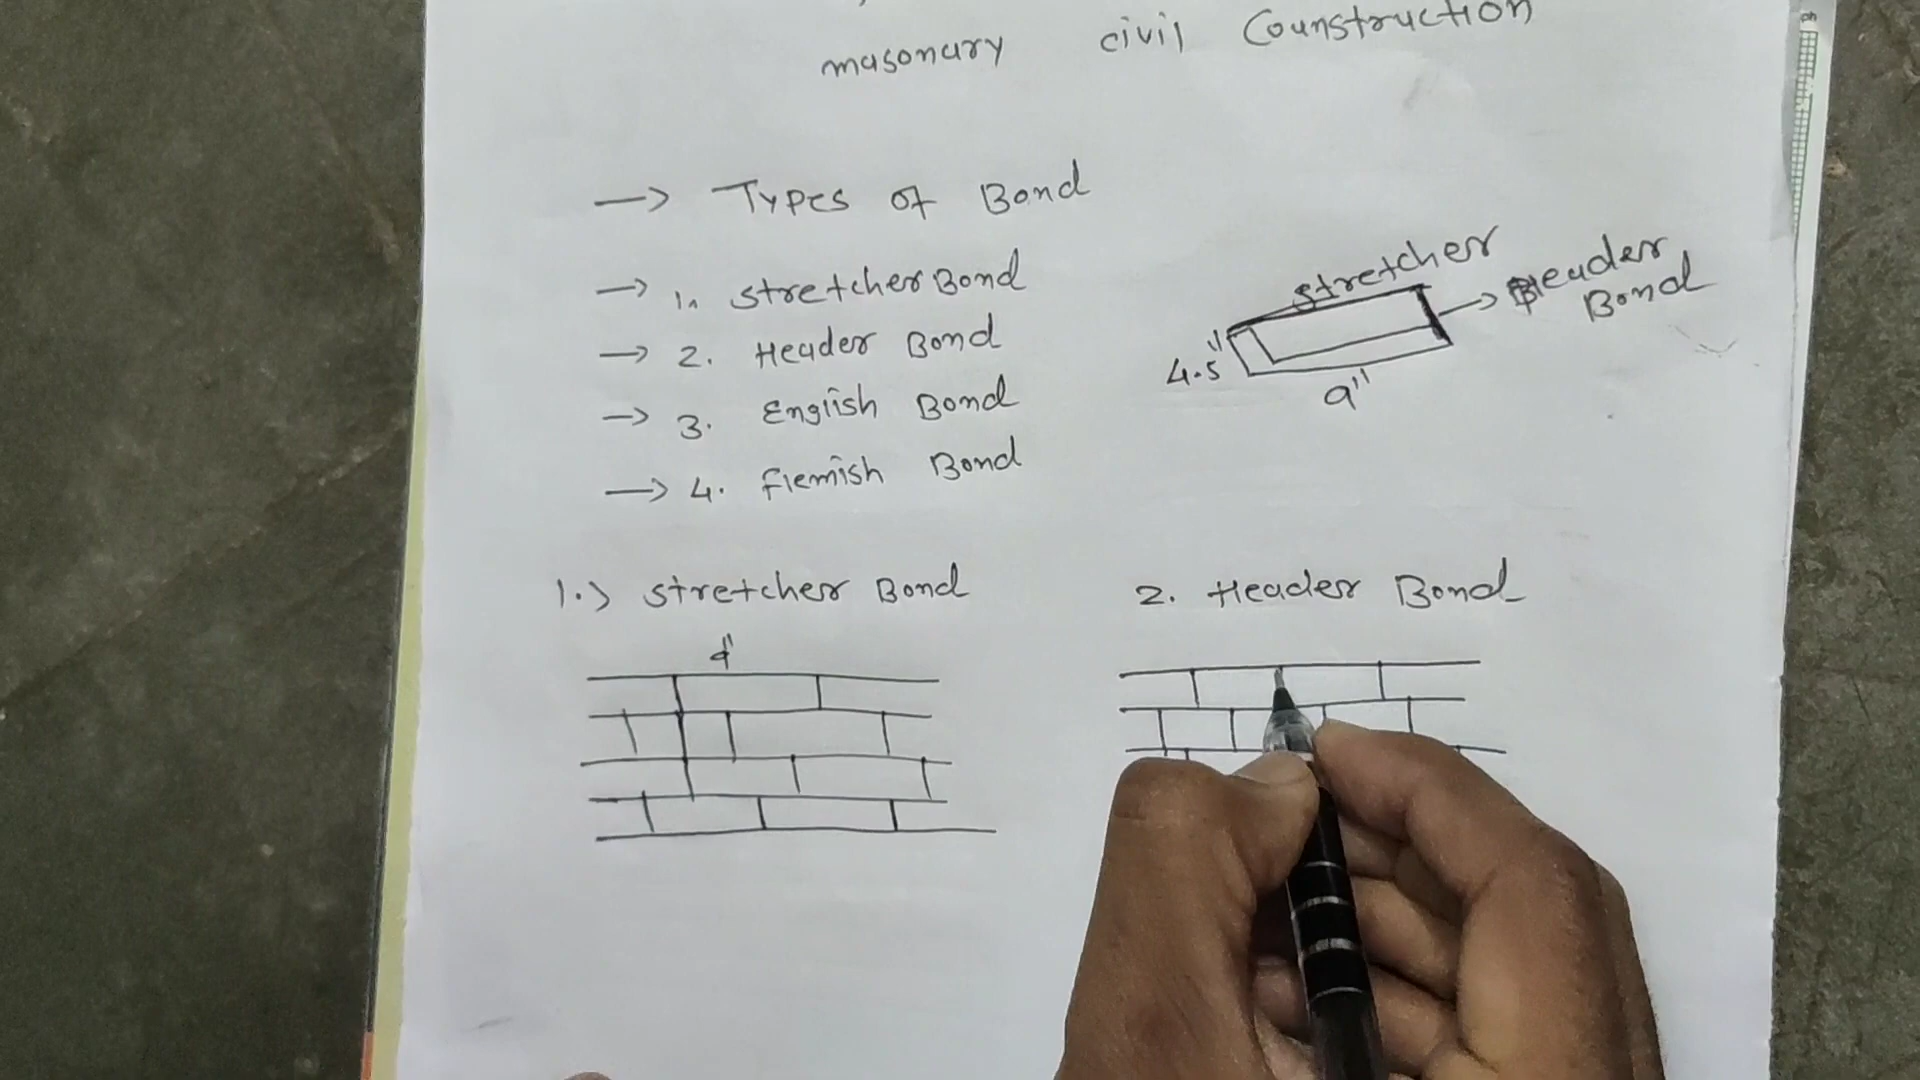 masonary civil Counstruction
→ Types of Bond
→ 1. Stretcher Bond
→ 2. Header Bond
→ 3. English Bond
→ 4. Flemish Bond
Stretcher
→ Header
Bond
4.5"
9"
1.) Stretcher Bond
2. Header Bond